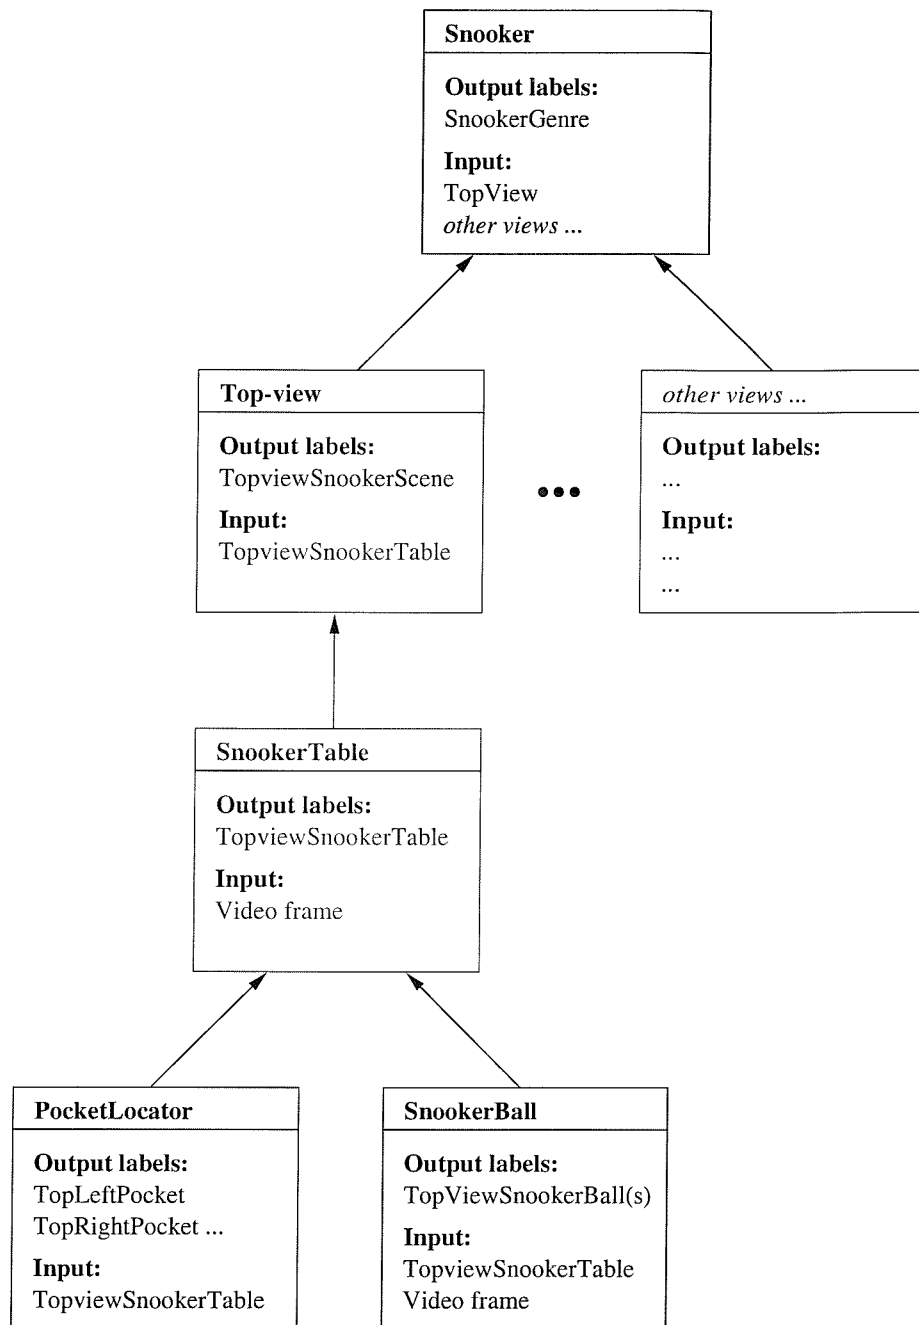 Snooker
Output labels:
SnookerGenre
Input:
TopView
other views ...
Top-view
Output labels:
TopviewSnookerScene
Input:
TopviewSnookerTable
other views ...
Output labels:
...
Input:
...
...
SnookerTable
Output labels:
TopviewSnookerTable
Input:
Video frame
PocketLocator
Output labels:
TopLeftPocket
TopRightPocket ...
Input:
TopviewSnookerTable
SnookerBall
Output labels:
TopViewSnookerBall(s)
Input:
TopviewSnookerTable
Video frame